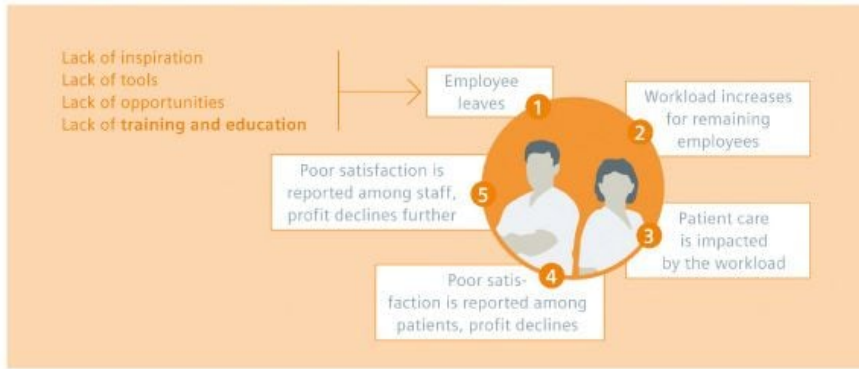 Lack of inspiration
Lack of tools
Lack of opportunities
Lack of training and education
Employee
leaves
1
Workload increases
for remaining
employees
2
Patient care
is impacted
by the workload
3
Poor satis-
faction is reported among
patients, profit declines
4
Poor satisfaction is
reported among staff,
profit declines further
5